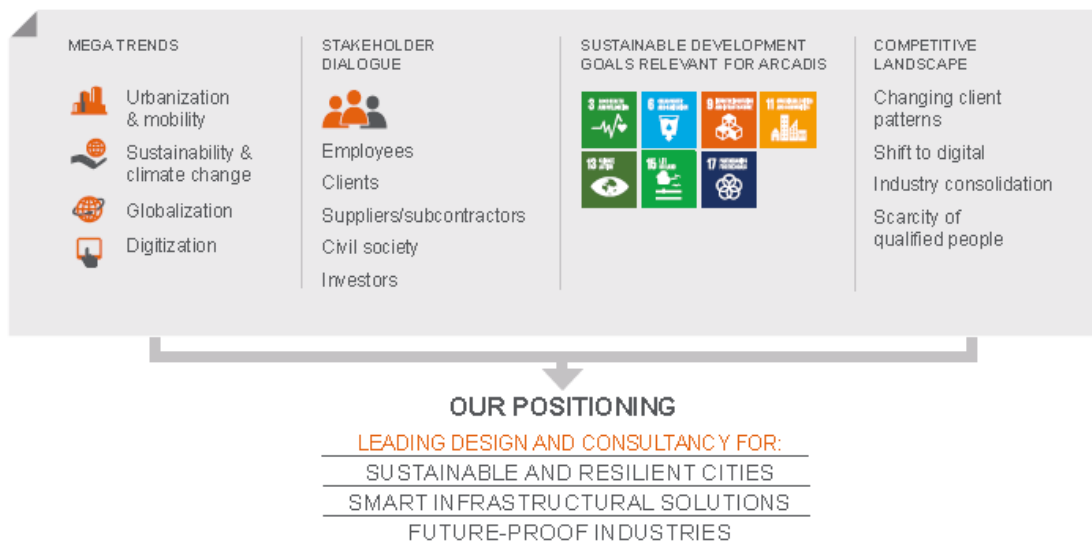 MEGATRENDS
Urbanization
& mobility
Sustainability &
climate change
Globalization
Digitization
STAKEHOLDER
DIALOGUE
Employees
Clients
Suppliers/subcontractors
Civil society
Investors
SUSTAINABLE DEVELOPMENT
GOALS RELEVANT FOR ARCADIS
3
6
9
11
13
15
17
COMPETITIVE
LANDSCAPE
Changing client
patterns
Shift to digital
Industry consolidation
Scarcity of
qualified people
OUR POSITIONING
LEADING DESIGN AND CONSULTANCY FOR:
SUSTAINABLE AND RESILIENT CITIES
SMART INFRASTRUCTURAL SOLUTIONS
FUTURE-PROOF INDUSTRIES